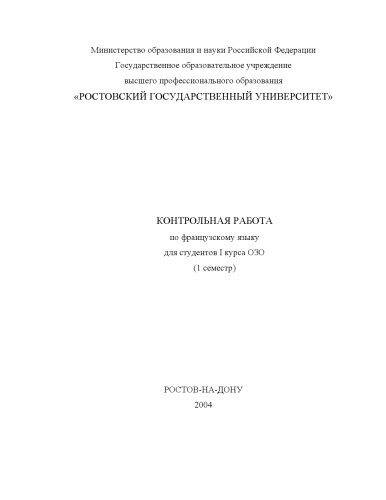 Министерство образования и науки Российской Федерации
Государственное образовательное учреждение
высшего профессионального образования
«РОСТОВСКИЙ ГОСУДАРСТВЕННЫЙ УНИВЕРСИТЕТ»
КОНТРОЛЬНАЯ РАБОТА
по французскому языку
для студентов I курса ОЗО
(1 семестр)
РОСТОВ-НА-ДОНУ
2004